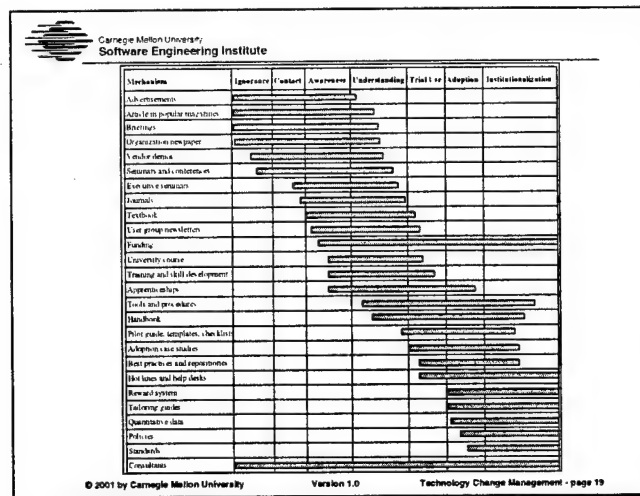 Carnegie Mellon University
Software Engineering Institute
Mechanism Ignorance Contact Awareness Understanding Trial Use Adoption Institutionalization
Advertisements
Article in popular magazines
Briefings
Organization newspaper
Vendor demos
Seminars and conferences
Executive seminars
Journals
Textbook
User group newsletters
Funding
University course
Training and skill development
Apprenticeships
Tools and procedures
Handbook
Pilot guide, templates, checklists
Adoption case studies
Best practices and repositories
Hot lines and help desks
Reward system
Tailoring guides
Quantitative data
Policies
Standards
Consultants
© 2001 by Carnegie Mellon University Version 1.0 Technology Change Management - page 19